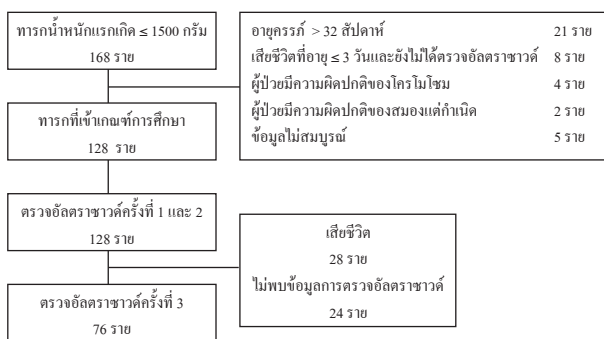 ทารกน้ำหนักแรกเกิด ≤ 1500 กรัม
168 ราย
อายุครรภ์ > 32 สัปดาห์ 21 ราย
เสียชีวิตที่อายุ ≤ 3 วันและยังไม่ได้ตรวจอัลตราซาวด์ 8 ราย
ผู้ป่วยมีความผิดปกติของโครโมโซม 4 ราย
ผู้ป่วยมีความผิดปกติของสมองแต่กำเนิด 2 ราย
ข้อมูลไม่สมบูรณ์ 5 ราย
ทารกที่เข้าเกณฑ์การศึกษา
128 ราย
ตรวจอัลตราซาวด์ครั้งที่ 1 และ 2
128 ราย
เสียชีวิต
28 ราย
ไม่พบข้อมูลการตรวจอัลตราซาวด์
24 ราย
ตรวจอัลตราซาวด์ครั้งที่ 3
76 ราย